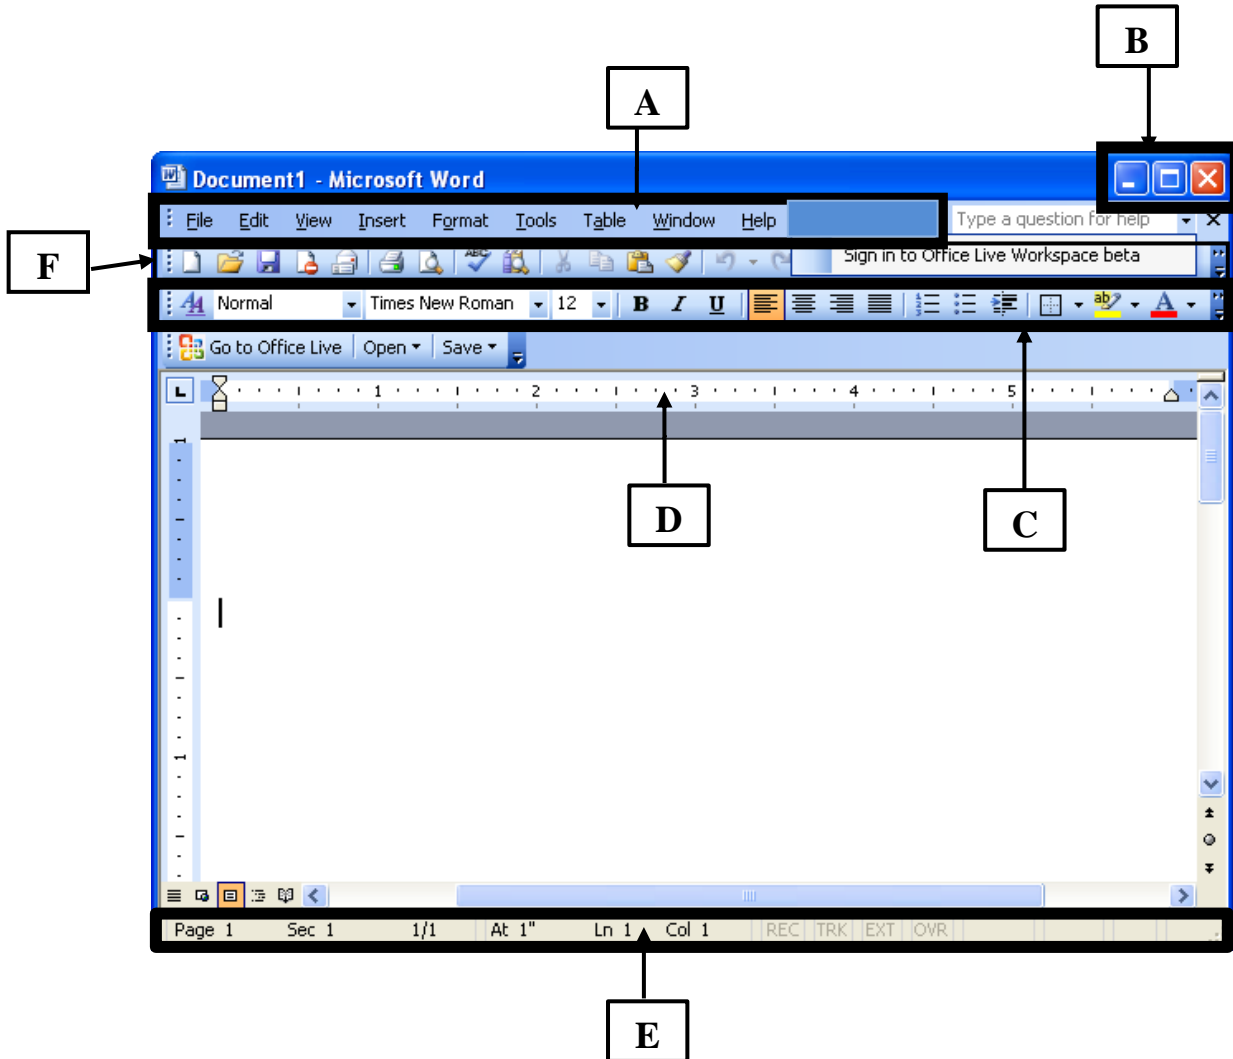 B
A
Document1 - Microsoft Word
File Edit View Insert Format Tools Table Window Help Type a question for help
F
Sign in to Office Live Workspace beta
Normal Times New Roman 12 B I U A
Go to Office Live Open Save
L 1 2 3 4 5
1
D
C
1
Page 1 Sec 1 1/1 At 1" Ln 1 Col 1 REC TRK EXT OVR
E